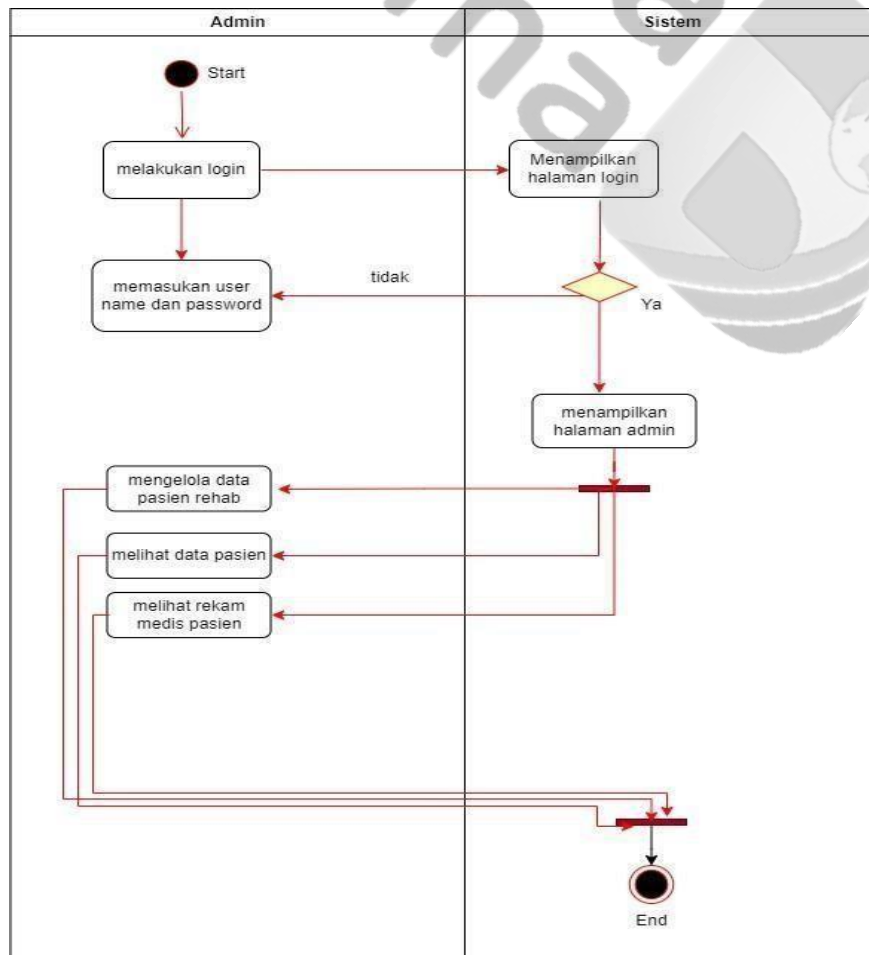 Admin
Sistem
Start
melakukan login
Menampilkan
halaman login
memasukan user
name dan password
tidak
Ya
menampilkan
halaman admin
mengelola data
pasien rehab
melihat data pasien
melihat rekam
medis pasien
End